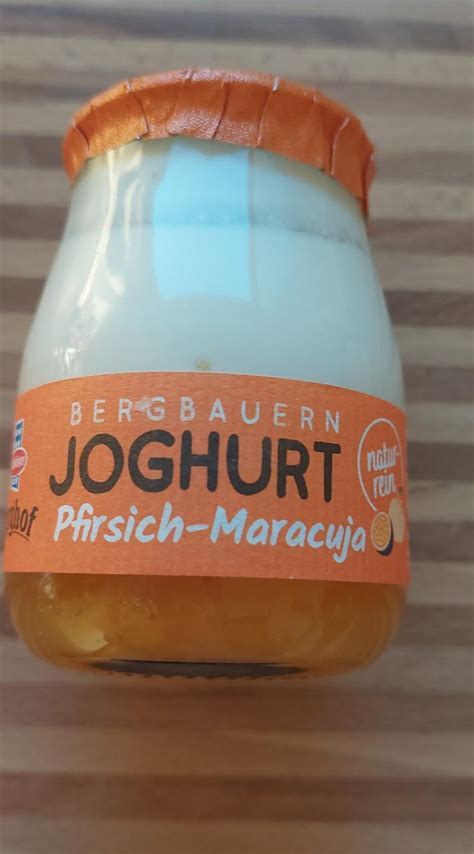 BERGBAUERN
JOGHURT
Pfirsich-Maracuja
natur-
rein